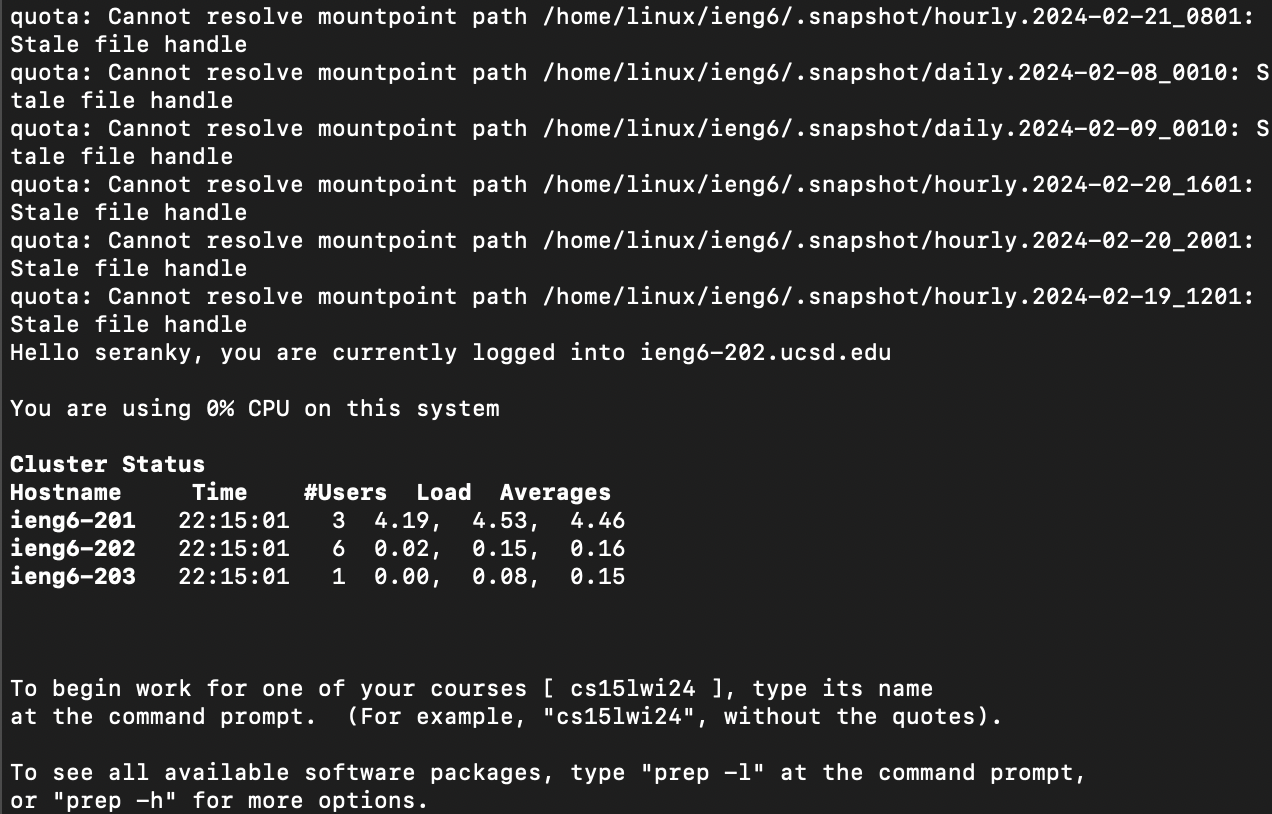 quota: Cannot resolve mountpoint path /home/linux/ieng6/.snapshot/hourly.2024-02-21_0801:
Stale file handle
quota: Cannot resolve mountpoint path /home/linux/ieng6/.snapshot/daily.2024-02-08_0010: S
tale file handle
quota: Cannot resolve mountpoint path /home/linux/ieng6/.snapshot/daily.2024-02-09_0010: S
tale file handle
quota: Cannot resolve mountpoint path /home/linux/ieng6/.snapshot/hourly.2024-02-20_1601:
Stale file handle
quota: Cannot resolve mountpoint path /home/linux/ieng6/.snapshot/hourly.2024-02-20_2001:
Stale file handle
quota: Cannot resolve mountpoint path /home/linux/ieng6/.snapshot/hourly.2024-02-19_1201:
Stale file handle
Hello seranky, you are currently logged into ieng6-202.ucsd.edu
You are using 0% CPU on this system
Cluster Status
Hostname     Time    #Users  Load  Averages
ieng6-201   22:15:01   3  4.19,  4.53,  4.46
ieng6-202   22:15:01   6  0.02,  0.15,  0.16
ieng6-203   22:15:01   1  0.00,  0.08,  0.15
To begin work for one of your courses [ cs15lwi24 ], type its name
at the command prompt.  (For example, "cs15lwi24", without the quotes).
To see all available software packages, type "prep -l" at the command prompt,
or "prep -h" for more options.